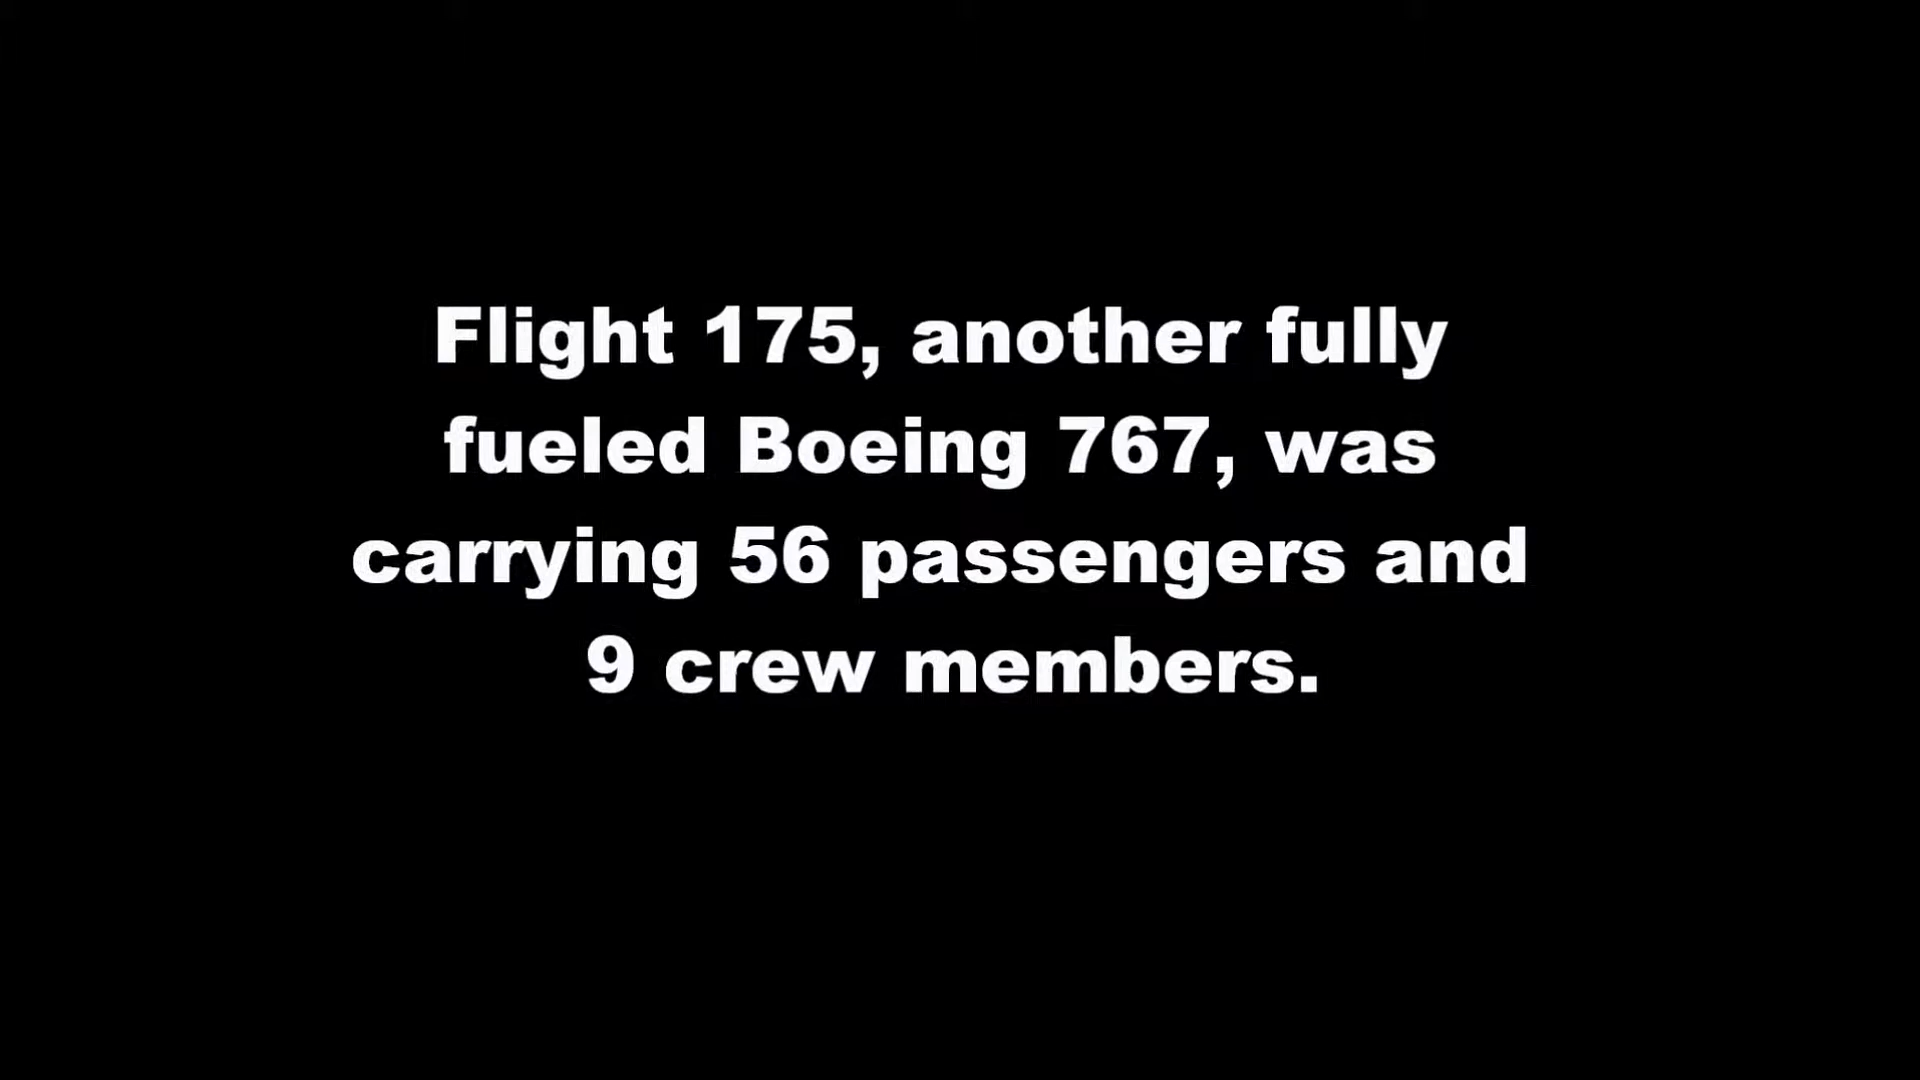 Flight 175, another fully
fueled Boeing 767, was
carrying 56 passengers and
9 crew members.